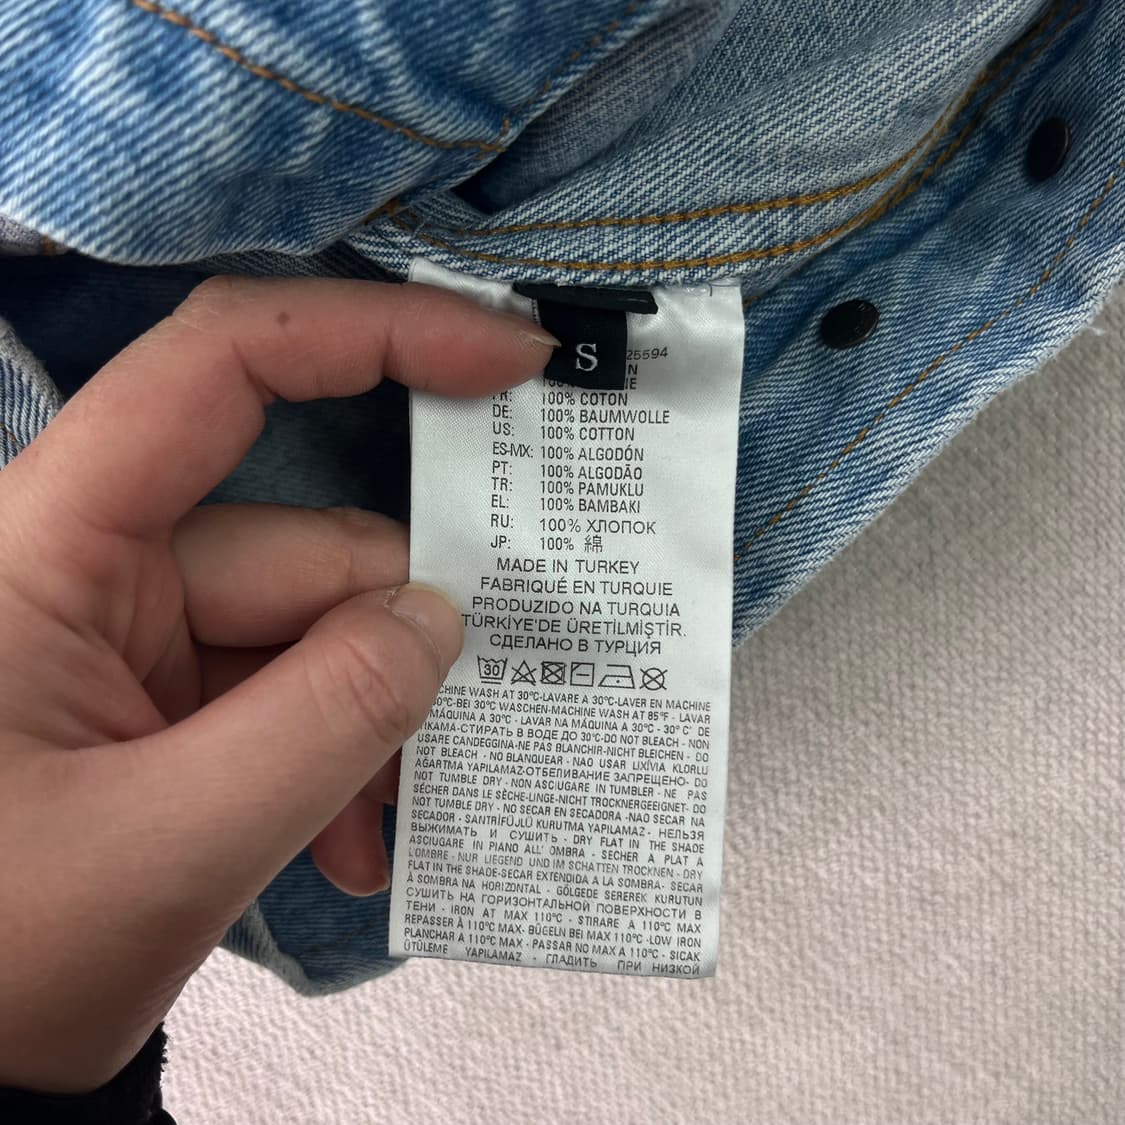 S
25594
100% COTON
DE: 100% BAUMWOLLE
US: 100% COTTON
ES-MX: 100% ALGODÓN
PT: 100% ALGODÃO
TR: 100% PAMUKLU
EL: 100% BAMBAKI
RU: 100% ХЛОПОК
JP: 100% 綿
MADE IN TURKEY
FABRIQUÉ EN TURQUIE
PRODUZIDO NA TURQUIA
TÜRKİYE'DE ÜRETİLMİŞTİR.
СДЕЛАНО В ТУРЦИЯ
30
WASH AT 30°C-LAVARE A 30°C-LAVER EN MACHINE
30°C-BEI 30°C WASCHEN-MACHINE WASH AT 85°F - LAVAR
MÁQUINA A 30°C - LAVAR NA MÁQUINA A 30°C - 30° C' DE
YIKAMA-СТИРАТЬ В ВОДЕ ДО 30°C-DO NOT BLEACH - NON
USARE CANDEGGINA-NE PAS BLANCHIR-NICHT BLEICHEN - DO
NOT BLEACH - NO BLANQUEAR - NAO USAR LIXÍVIA KLORLU
AĞARTMA YAPILAMAZ-ОТБЕЛИВАНИЕ ЗАПРЕЩЕНО- DO
NOT TUMBLE DRY - NON ASCIUGARE IN TUMBLER - NE PAS
SÉCHER DANS LE SÈCHE-LINGE-NICHT TROCKNERGEEIGNET- DO
NOT TUMBLE DRY - NO SECAR EN SECADORA -NAO SECAR NA
SECADOR - SANTRİFÜJLÜ KURUTMA YAPILAMAZ - НЕЛЬЗЯ
ВЫЖИМАТЬ И СУШИТЬ - DRY FLAT IN THE SHADE
ASCIUGARE IN PIANO ALL' OMBRA - SECHER A PLAT A
L'OMBRE - NUR LIEGEND UND IM SCHATTEN TROCKNEN - DRY
FLAT IN THE SHADE-SECAR EXTENDIDA A LA SOMBRA- SECAR
À SOMBRA NA HORIZONTAL - GÖLGEDE SEREREK KURUTUN
СУШИТЬ НА ГОРИЗОНТАЛЬНОЙ ПОВЕРХНОСТИ В
ТЕНИ - IRON AT MAX 110°C - STIRARE A 110°C MAX
REPASSER À 110°C MAX- BÜGELN BEI MAX 110°C -LOW IRON
PLANCHAR A 110°C MAX - PASSAR NO MAX A 110°C - SICAK
ÜTÜLEME YAPILAMAZ - ГЛАДИТЬ ПРИ НИЗКОЙ